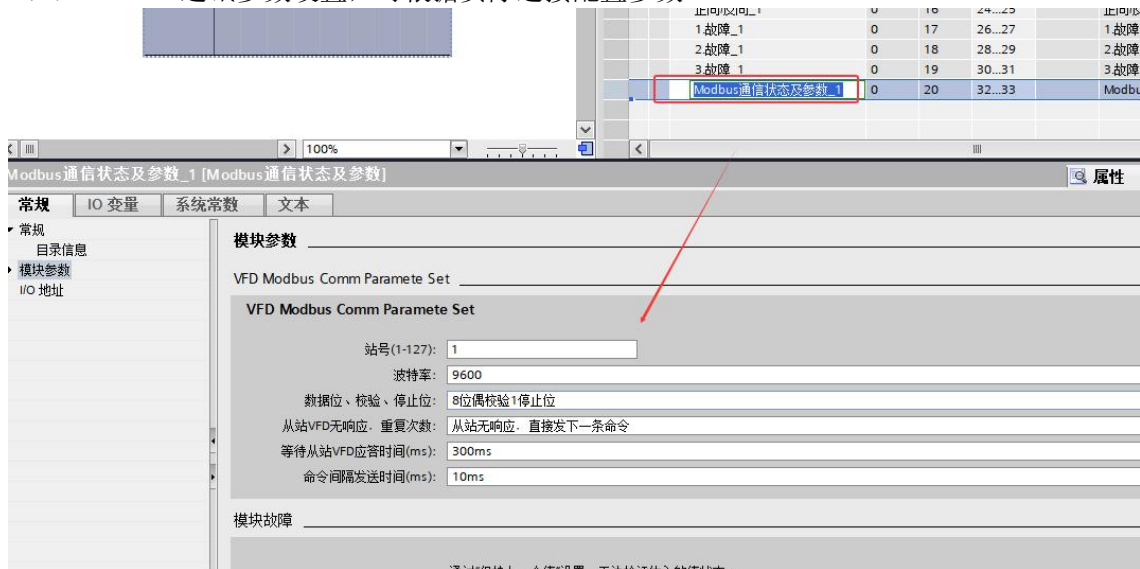 正向反向_1 0 16 24...25 正向反
1.故障_1 0 17 26...27 1.故障
2.故障_1 0 18 28...29 2.故障
3.故障_1 0 19 30...31 3.故障
Modbus通信状态及参数_1 0 20 32...33 Modbu
100%
Modbus通信状态及参数_1 [Modbus通信状态及参数]
属性
常规 IO 变量 系统常数 文本
常规
目录信息
模块参数
I/O 地址
模块参数
VFD Modbus Comm Paramete Set
VFD Modbus Comm Paramete Set
站号(1-127): 1
波特率: 9600
数据位、校验、停止位: 8位偶校验1停止位
从站VFD无响应．重复次数: 从站无响应．直接发下一条命令
等待从站VFD应答时间(ms): 300ms
命令间隔发送时间(ms): 10ms
模块故障